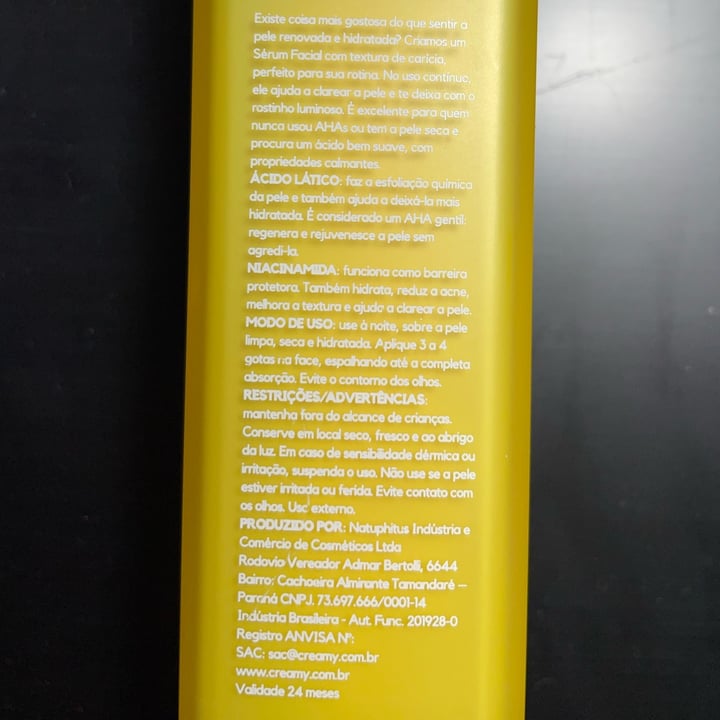 Existe coisa mais gostosa do que sentir a
pele renovada e hidratada? Criamos um
Sérum Facial com textura de carícia,
perfeito para sua rotina. No uso contínuo,
ele ajuda a clarear a pele e te deixa com o
rostinho luminoso. É excelente para quem
nunca usou AHAs ou tem a pele seca e
procura um ácido bem suave, com
propriedades calmantes.
ÁCIDO LÁTICO: faz a esfoliação química
da pele e também ajuda a deixá-la mais
hidratada. É considerado um AHA gentil:
regenera e rejuvenesce a pele sem
agredi-la.
NIACINAMIDA: funciona como barreira
protetora. Também hidrata, reduz a acne,
melhora a textura e ajuda a clarear a pele.
MODO DE USO: use à noite, sobre a pele
limpa, seca e hidratada. Aplique 3 a 4
gotas na face, espalhando até a completa
absorção. Evite o contorno dos olhos.
RESTRIÇÕES/ADVERTÊNCIAS:
mantenha fora do alcance de crianças.
Conserve em local seco, fresco e ao abrigo
da luz. Em caso de sensibilidade dérmica ou
irritação, suspenda o uso. Não use se a pele
estiver irritada ou ferida. Evite contato com
os olhos. Uso externo.
PRODUZIDO POR: Natuphitus Indústria e
Comércio de Cosméticos Ltda
Rodovio Vereador Admar Bertolli, 6644
Bairro: Cachoeira Almirante Tamandaré –
Paraná CNPJ. 73.697.666/0001-14
Indústria Brasileira - Aut. Func. 201928-0
Registro ANVISA Nº:
SAC: sac@creamy.com.br
www.creamy.com.br
Validade 24 meses